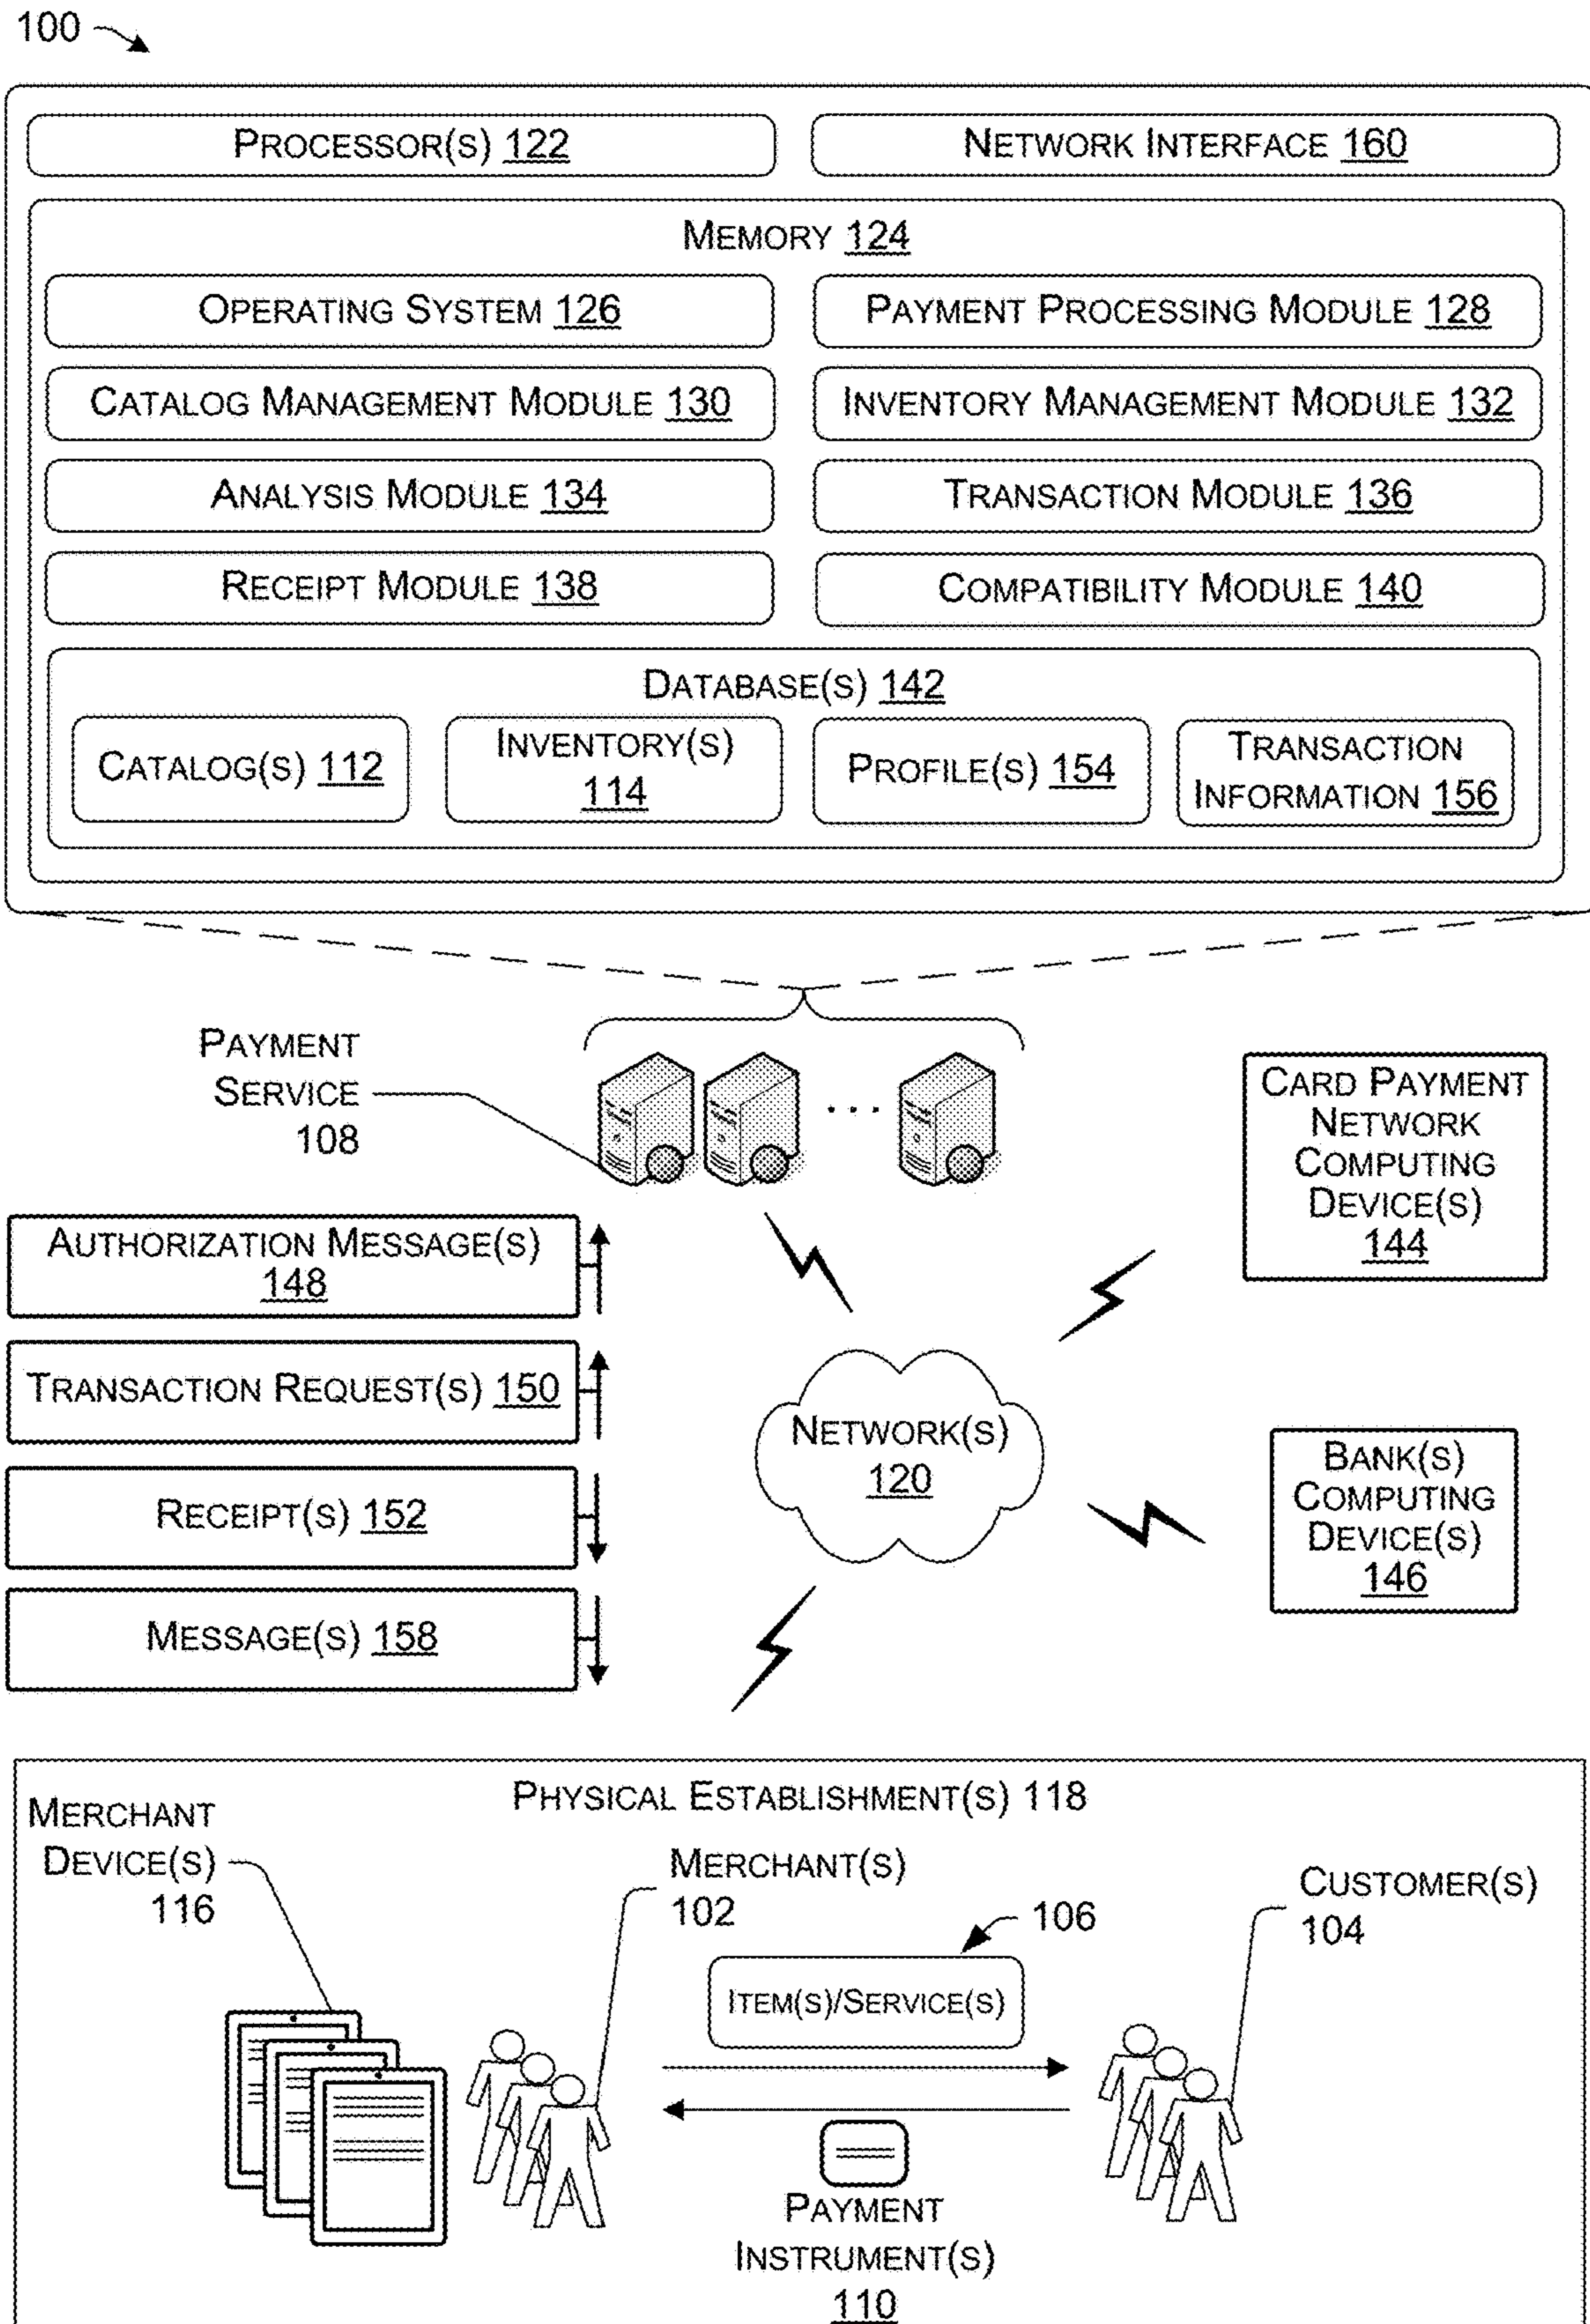 100
PROCESSOR(S) 122
NETWORK INTERFACE 160
MEMORY 124
OPERATING SYSTEM 126
PAYMENT PROCESSING MODULE 128
CATALOG MANAGEMENT MODULE 130
INVENTORY MANAGEMENT MODULE 132
ANALYSIS MODULE 134
TRANSACTION MODULE 136
RECEIPT MODULE 138
COMPATIBILITY MODULE 140
DATABASE(S) 142
CATALOG(S) 112
INVENTORY(S)
114
PROFILE(S) 154
TRANSACTION
INFORMATION 156
PAYMENT
SERVICE
108
CARD PAYMENT
NETWORK
COMPUTING
DEVICE(S)
144
AUTHORIZATION MESSAGE(S)
148
TRANSACTION REQUEST(S) 150
RECEIPT(S) 152
MESSAGE(S) 158
NETWORK(S)
120
BANK(S)
COMPUTING
DEVICE(S)
146
PHYSICAL ESTABLISHMENT(S) 118
MERCHANT
DEVICE(S)
116
MERCHANT(S)
102
106
CUSTOMER(S)
104
ITEM(S)/SERVICE(S)
PAYMENT
INSTRUMENT(S)
110